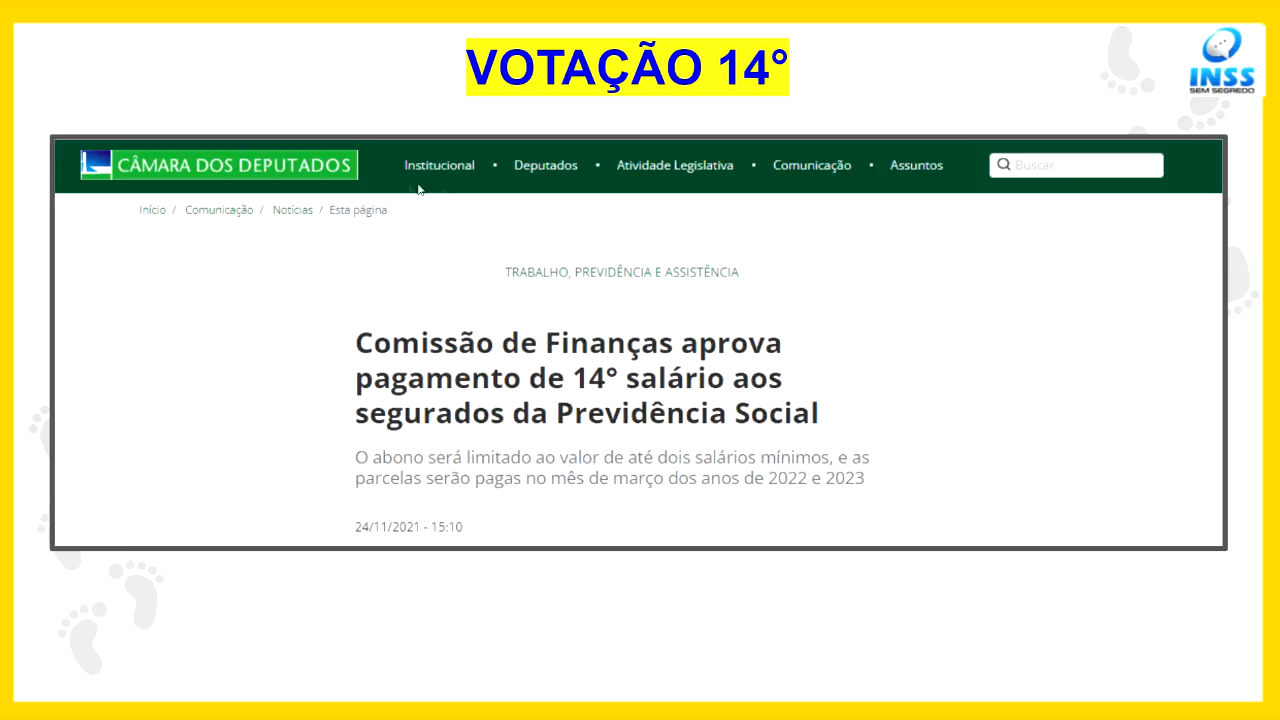 VOTAÇÃO 14°
INSS
SEM SEGREDO
CÂMARA DOS DEPUTADOS
Institucional • Deputados • Atividade Legislativa • Comunicação • Assuntos
Buscar
Início / Comunicação / Notícias / Esta página
TRABALHO, PREVIDÊNCIA E ASSISTÊNCIA
Comissão de Finanças aprova
pagamento de 14° salário aos
segurados da Previdência Social
O abono será limitado ao valor de até dois salários mínimos, e as
parcelas serão pagas no mês de março dos anos de 2022 e 2023
24/11/2021 - 15:10